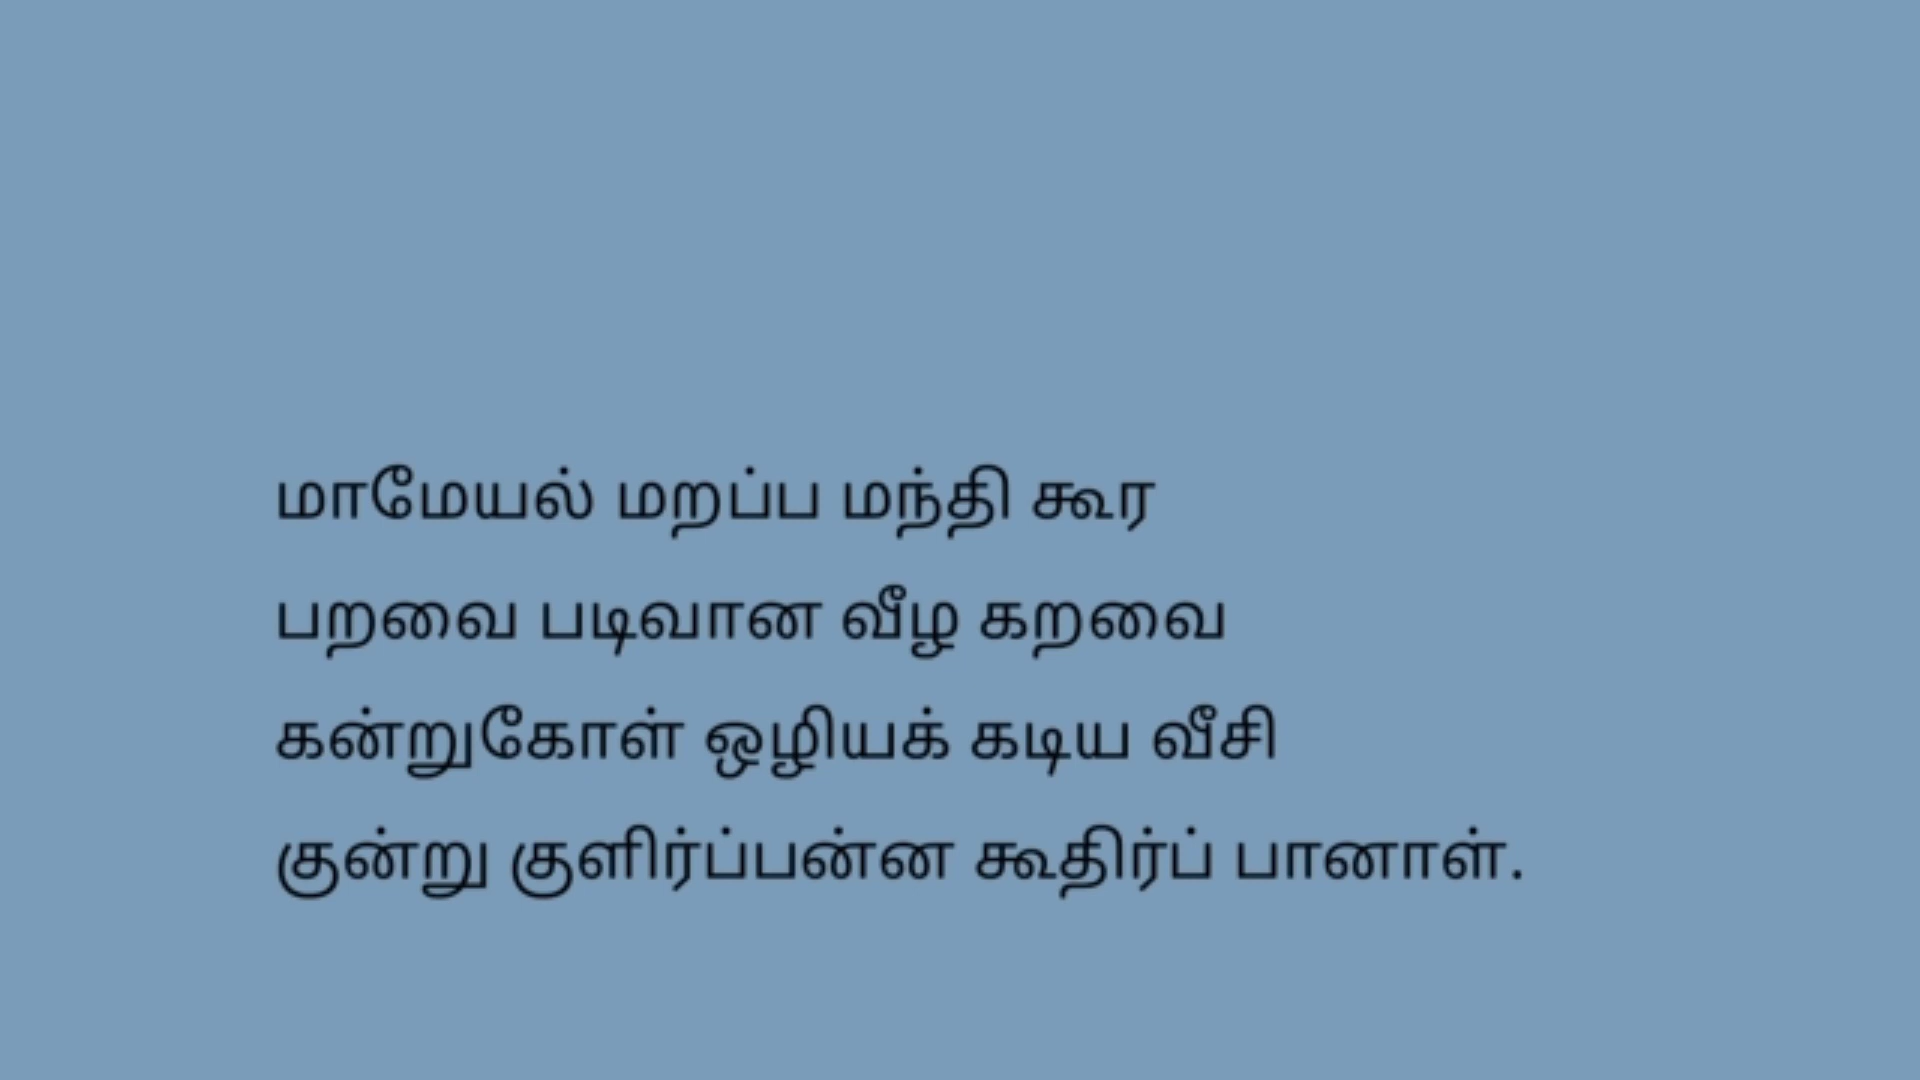 மாமேயல் மறப்ப மந்தி கூர
பறவை படிவான வீழ கறவை
கன்றுகோள் ஒழியக் கடிய வீசி
குன்று குளிர்ப்பன்ன கூதிர்ப் பானாள்.